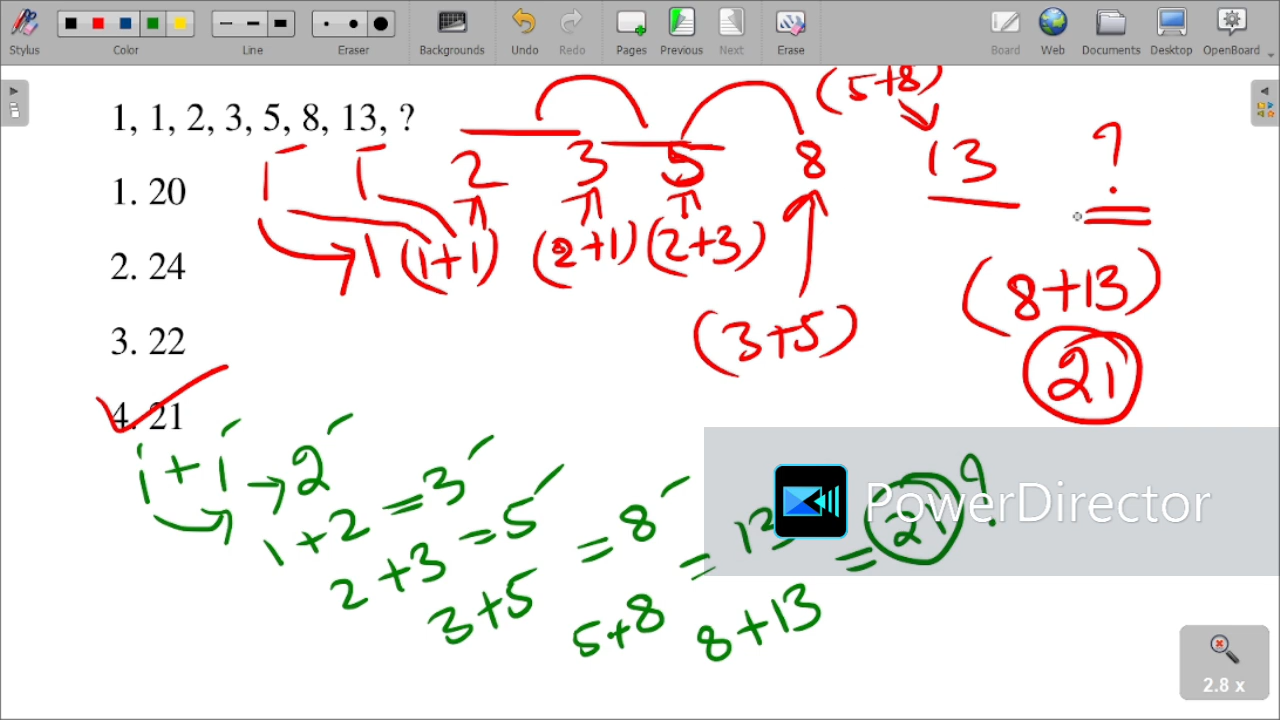 Stylus Color Line Eraser Backgrounds Undo Redo Pages Previous Next Erase Board Web Documents Desktop OpenBoard
1, 1, 2, 3, 5, 8, 13, ?
(5+8)
1 1 2 3 5 8 13 ?
1. 20
1 (1+1) (2+1) (2+3)
2. 24
(8+13)
3. 22
(3+5)
21
4. 21
1+1 → 2
1+2 = 3
2+3 = 5
3+5 = 8
5+8 = 13
8+13 = 21 ?
PowerDirector
2.8 x